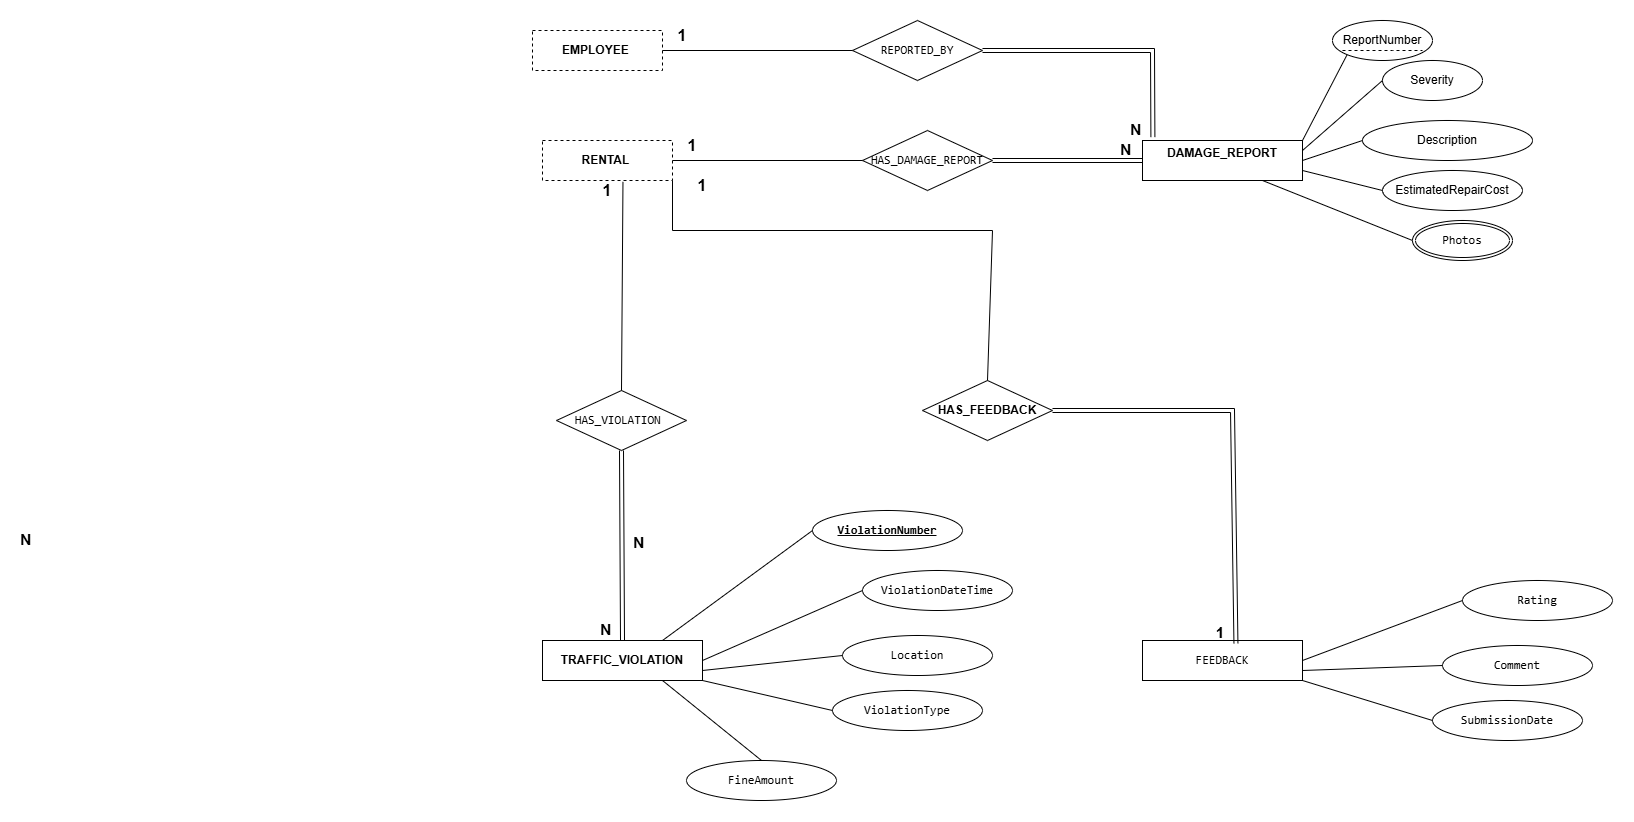 EMPLOYEE
1
REPORTED_BY
ReportNumber
Severity
N
RENTAL
1
HAS_DAMAGE_REPORT
N
DAMAGE_REPORT
Description
EstimatedRepairCost
1
1
Photos
HAS_VIOLATION
HAS_FEEDBACK
ViolationNumber
N
N
ViolationDateTime
Rating
N
1
TRAFFIC_VIOLATION
Location
FEEDBACK
Comment
ViolationType
SubmissionDate
FineAmount